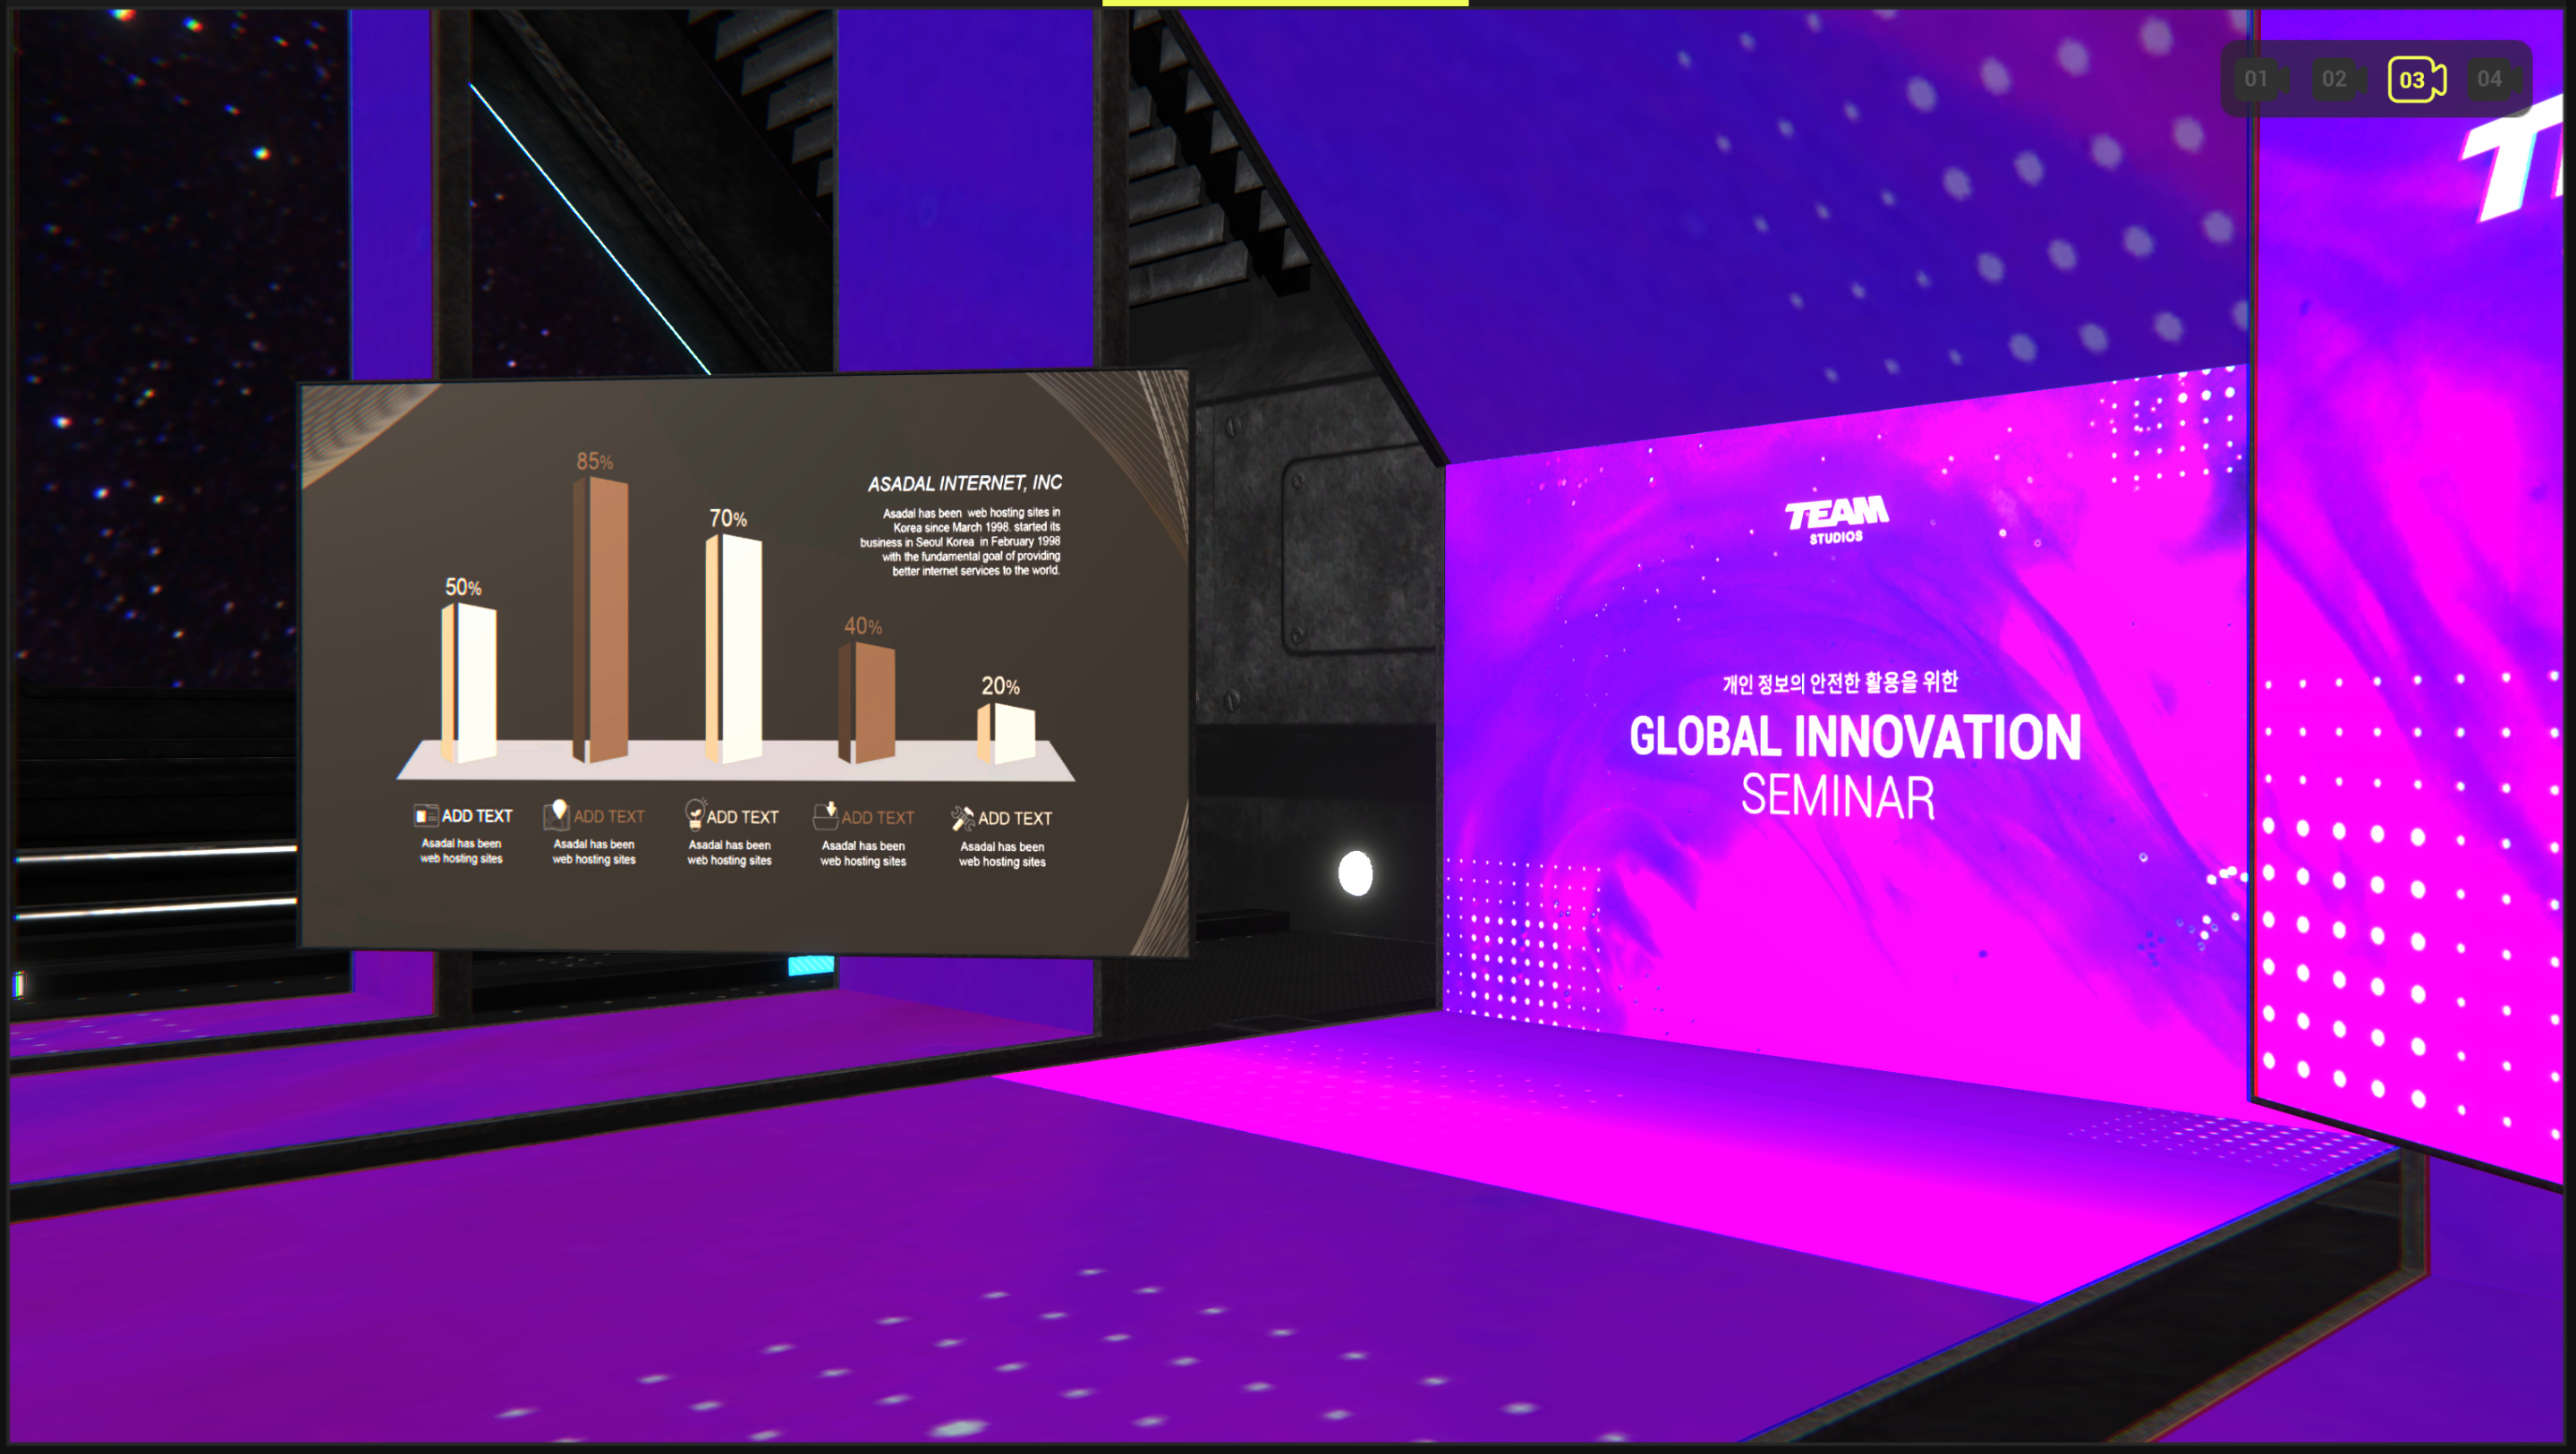 01 02 03 04
85%
70%
50%
40%
20%
ASADAL INTERNET, INC
Asadal has been web hosting sites in
Korea since March 1998. started its
business in Seoul Korea in February 1998
with the fundamental goal of providing
better internet services to the world.
ADD TEXT
Asadal has been
web hosting sites
ADD TEXT
Asadal has been
web hosting sites
ADD TEXT
Asadal has been
web hosting sites
ADD TEXT
Asadal has been
web hosting sites
ADD TEXT
Asadal has been
web hosting sites
TEAM
STUDIOS
개인 정보의 안전한 활용을 위한
GLOBAL INNOVATION
SEMINAR